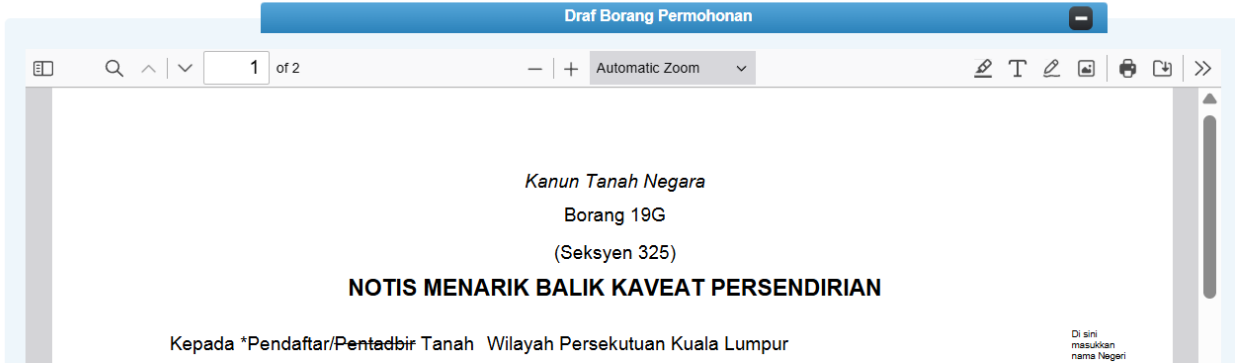 Draf Borang Permohonan
1 of 2 Automatic Zoom
Kanun Tanah Negara
Borang 19G
(Seksyen 325)
NOTIS MENARIK BALIK KAVEAT PERSENDIRIAN
Kepada *Pendaftar/Pentadbir Tanah Wilayah Persekutuan Kuala Lumpur
Di sini
masukkan
nama Negeri